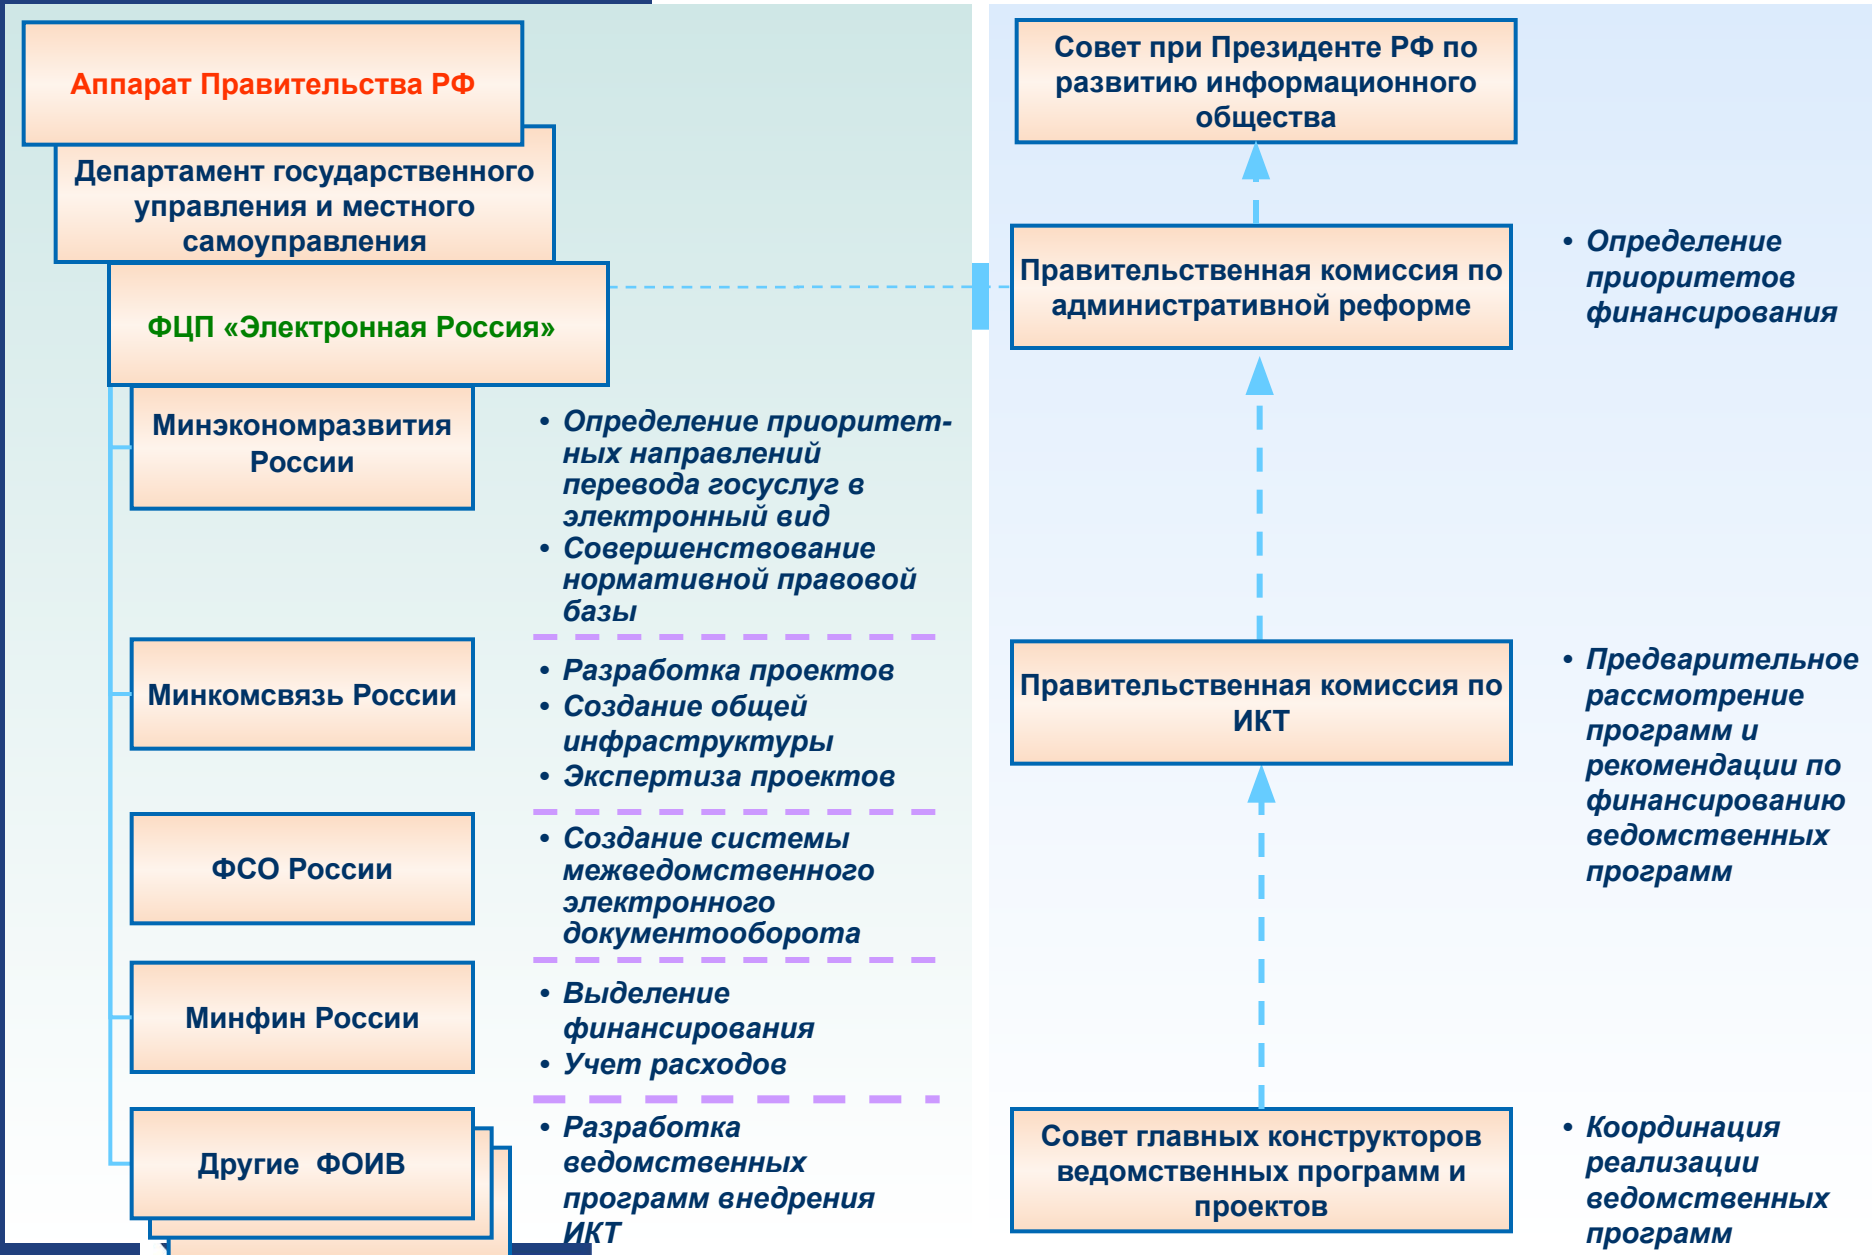 Аппарат Правительства РФ
Департамент государственного
управления и местного
самоуправления
ФЦП «Электронная Россия»
Минэкономразвития
России
• Определение приоритет-
ных направлений
перевода госуслуг в
электронный вид
• Совершенствование
нормативной правовой
базы
Минкомсвязь России
• Разработка проектов
• Создание общей
инфраструктуры
• Экспертиза проектов
ФСО России
• Создание системы
межведомственного
электронного
документооборота
Минфин России
• Выделение
финансирования
• Учет расходов
Другие ФОИВ
• Разработка
ведомственных
программ внедрения
ИКТ
Совет при Президенте РФ по
развитию информационного
общества
Правительственная комиссия по
административной реформе
• Определение
приоритетов
финансирования
Правительственная комиссия по
ИКТ
• Предварительное
рассмотрение
программ и
рекомендации по
финансированию
ведомственных
программ
Совет главных конструкторов
ведомственных программ и
проектов
• Координация
реализации
ведомственных
программ